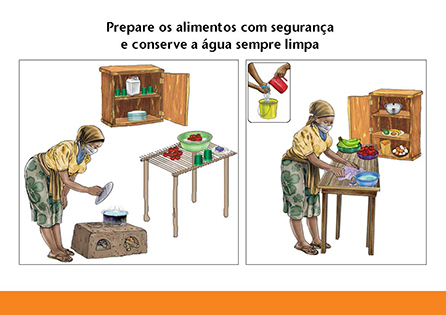 Prepare os alimentos com segurança
e conserve a água sempre limpa